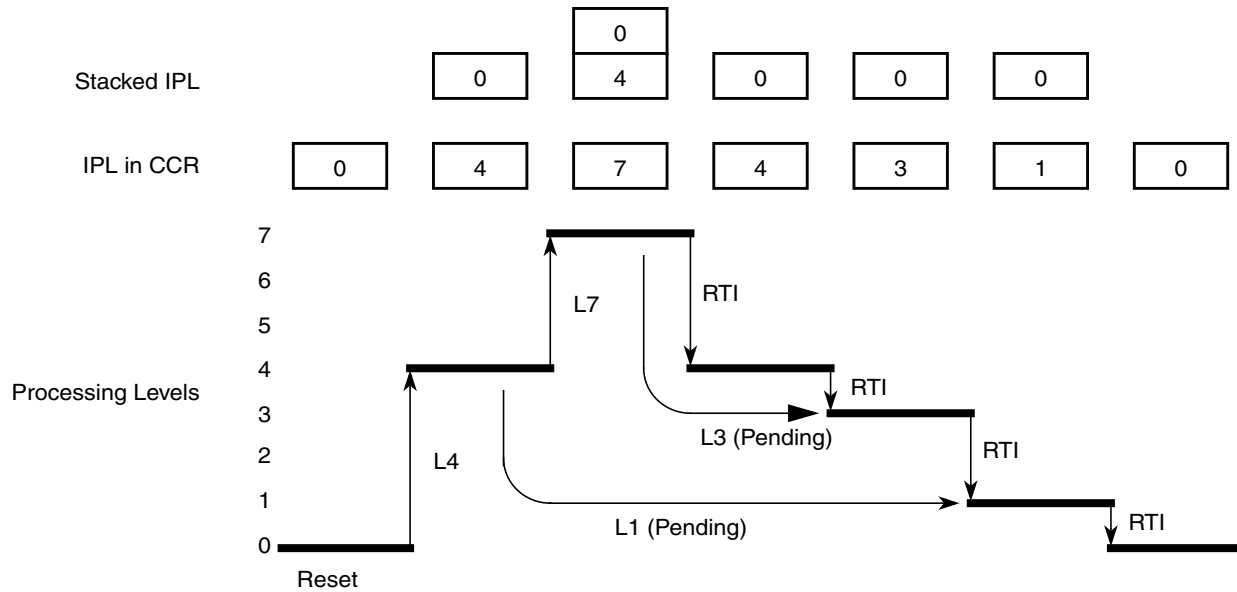 0
Stacked IPL 0 4 0 0 0
IPL in CCR 0 4 7 4 3 1 0
7
6
L7 RTI
5
4
Processing Levels
RTI
3
L3 (Pending)
2
L4
RTI
1
L1 (Pending)
RTI
0
Reset